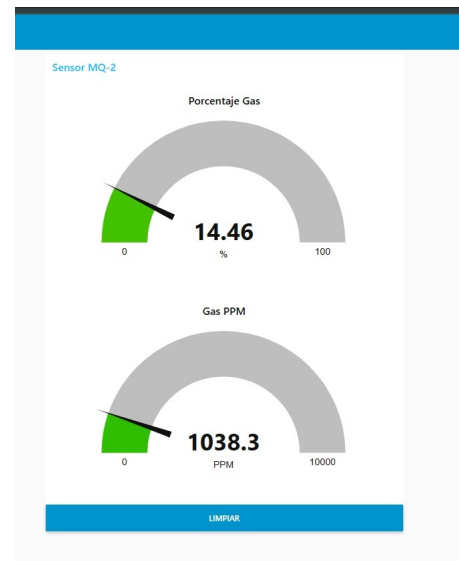 Sensor MQ-2
Porcentaje Gas
14.46
%
0
100
Gas PPM
1038.3
PPM
0
10000
LIMPIAR